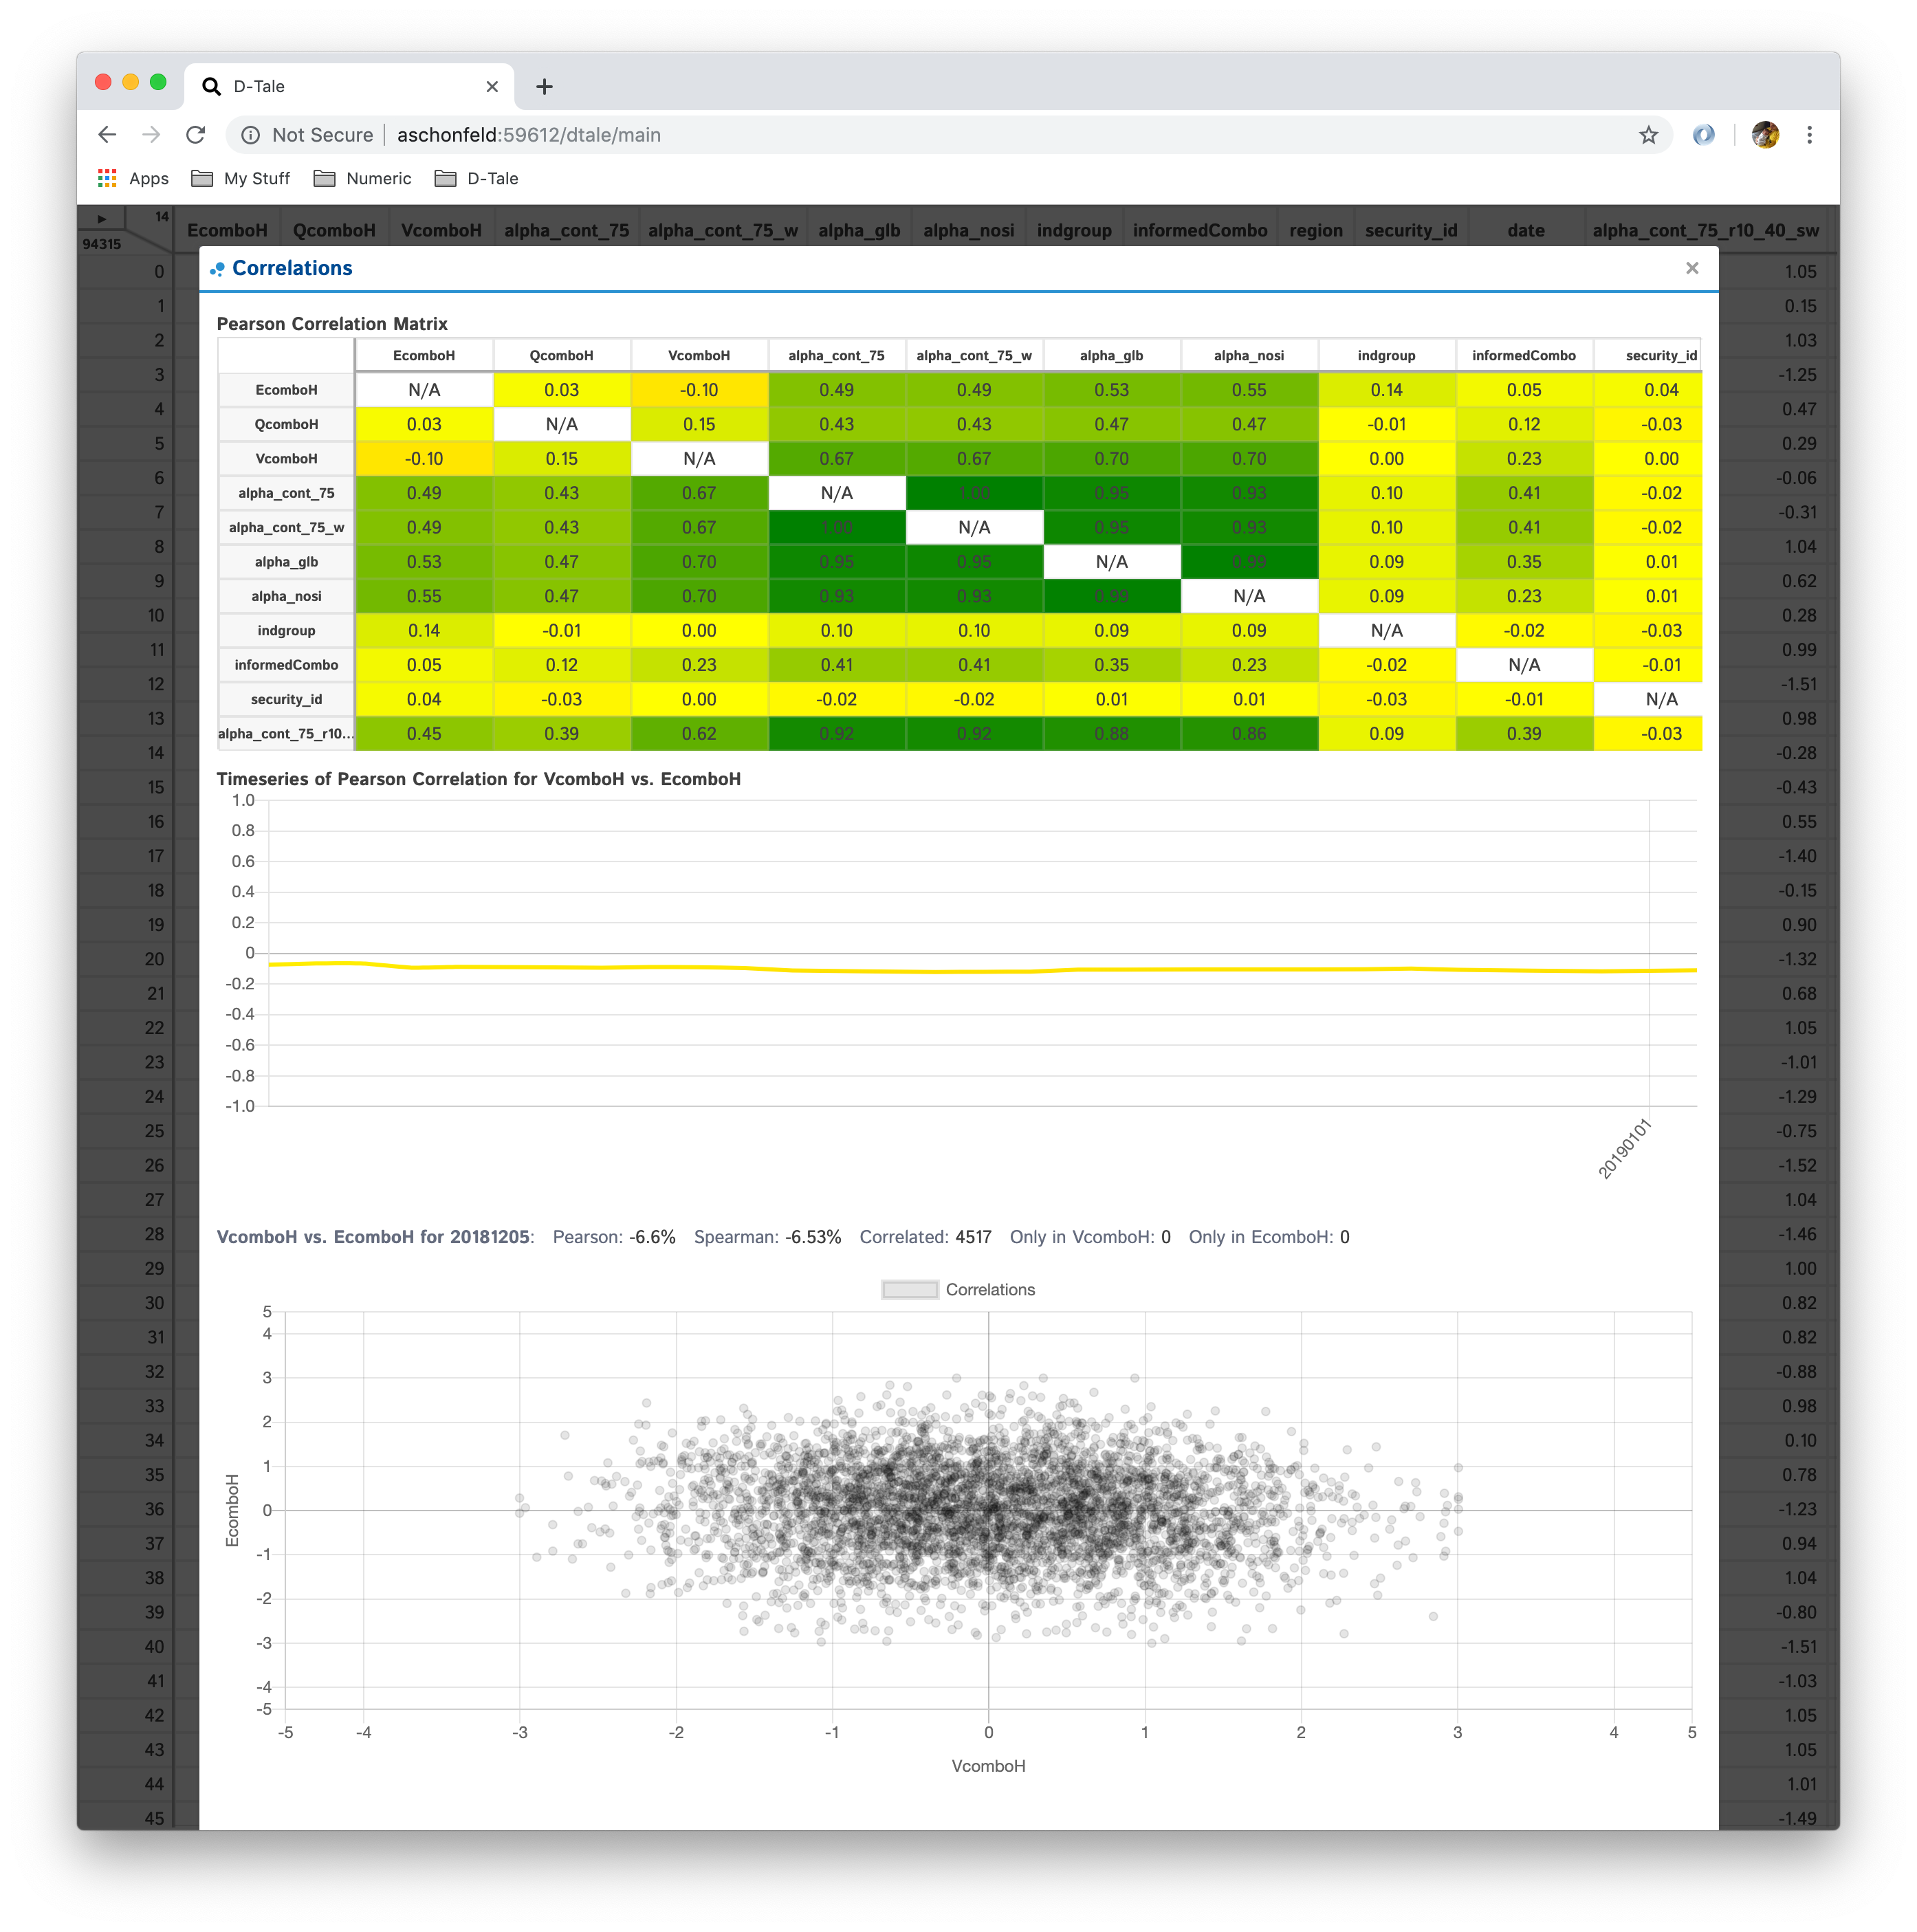 D-Tale
Not Secure aschonfeld:59612/dtale/main
Apps My Stuff Numeric D-Tale
14
94315
EcomboH QcomboH VcomboH alpha_cont_75 alpha_cont_75_w alpha_glb alpha_nosi indgroup informedCombo region security_id date alpha_cont_75_r10_40_sw
0 1.05
1 0.15
2 1.03
3 -1.25
4 0.47
5 0.29
6 -0.06
7 -0.31
8 1.04
9 0.62
10 0.28
11 0.99
12 -1.51
13 0.98
14 -0.28
15 -0.43
16 0.55
17 -1.40
18 -0.15
19 0.90
20 -1.32
21 0.68
22 1.05
23 -1.01
24 -1.29
25 -0.75
26 -1.52
27 1.04
28 -1.46
29 1.00
30 0.82
31 0.82
32 -0.88
33 0.98
34 0.10
35 0.78
36 -1.23
37 0.94
38 1.04
39 -0.80
40 -1.51
41 -1.03
42 1.05
43 1.05
44 1.01
45 -1.49
Correlations
Pearson Correlation Matrix
EcomboH QcomboH VcomboH alpha_cont_75 alpha_cont_75_w alpha_glb alpha_nosi indgroup informedCombo security_id
EcomboH N/A 0.03 -0.10 0.49 0.49 0.53 0.55 0.14 0.05 0.04
QcomboH 0.03 N/A 0.15 0.43 0.43 0.47 0.47 -0.01 0.12 -0.03
VcomboH -0.10 0.15 N/A 0.67 0.67 0.70 0.70 0.00 0.23 0.00
alpha_cont_75 0.49 0.43 0.67 N/A 1.00 0.95 0.93 0.10 0.41 -0.02
alpha_cont_75_w 0.49 0.43 0.67 1.00 N/A 0.95 0.93 0.10 0.41 -0.02
alpha_glb 0.53 0.47 0.70 0.95 0.95 N/A 0.99 0.09 0.35 0.01
alpha_nosi 0.55 0.47 0.70 0.93 0.93 0.99 N/A 0.09 0.23 0.01
indgroup 0.14 -0.01 0.00 0.10 0.10 0.09 0.09 N/A -0.02 -0.03
informedCombo 0.05 0.12 0.23 0.41 0.41 0.35 0.23 -0.02 N/A -0.01
security_id 0.04 -0.03 0.00 -0.02 -0.02 0.01 0.01 -0.03 -0.01 N/A
alpha_cont_75_r10... 0.45 0.39 0.62 0.92 0.92 0.88 0.86 0.09 0.39 -0.03
Timeseries of Pearson Correlation for VcomboH vs. EcomboH
1.0
0.8
0.6
0.4
0.2
0
-0.2
-0.4
-0.6
-0.8
-1.0
20190101
VcomboH vs. EcomboH for 20181205: Pearson: -6.6% Spearman: -6.53% Correlated: 4517 Only in VcomboH: 0 Only in EcomboH: 0
Correlations
5
4
3
2
1
0
-1
-2
-3
-4
-5
EcomboH
-5 -4 -3 -2 -1 0 1 2 3 4 5
VcomboH